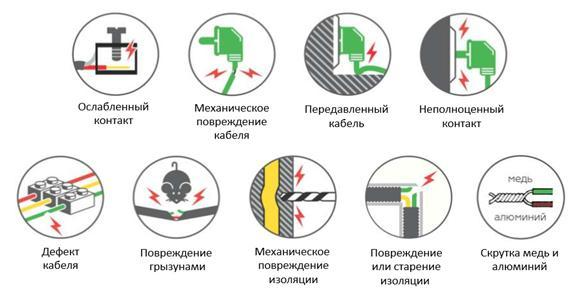 Ослабленный
контакт
Механическое
повреждение
кабеля
Передавленный
кабель
Неполноценный
контакт
медь
алюминий
Дефект
кабеля
Повреждение
грызунами
Механическое
повреждение
изоляции
Повреждение
или старение
изоляции
Скрутка медь и
алюминий